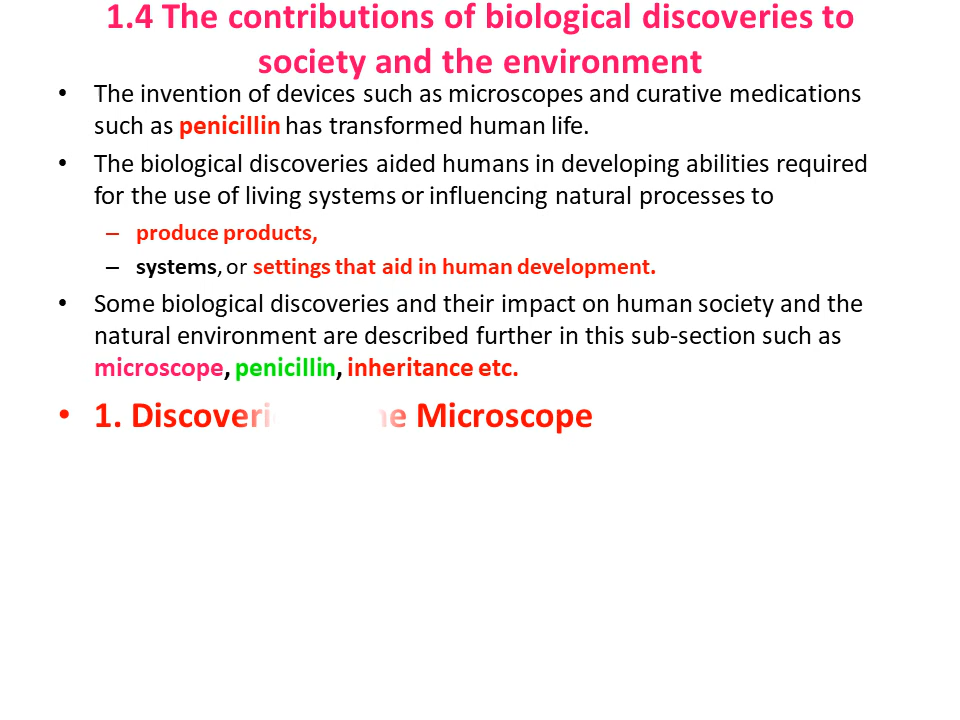 1.4 The contributions of biological discoveries to
society and the environment
• The invention of devices such as microscopes and curative medications
such as penicillin has transformed human life.
• The biological discoveries aided humans in developing abilities required
for the use of living systems or influencing natural processes to
– produce products,
– systems, or settings that aid in human development.
• Some biological discoveries and their impact on human society and the
natural environment are described further in this sub-section such as
microscope, penicillin, inheritance etc.
• 1. Microscope